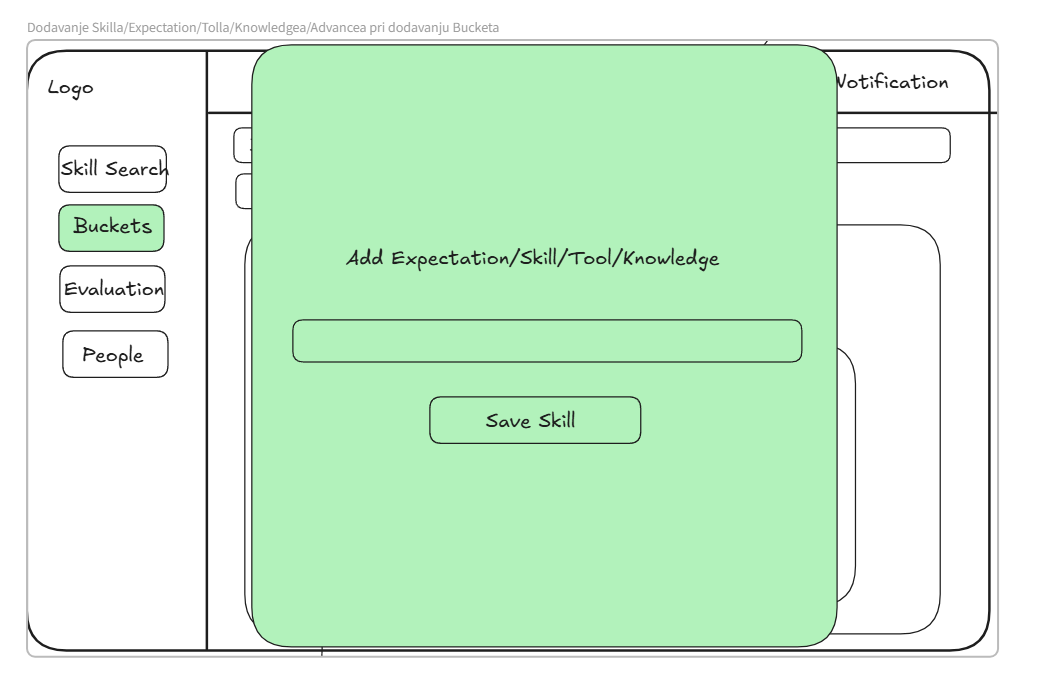 Dodavanje Skilla/Expectation/Tolla/Knowledgea/Advancea pri dodavanju Bucketa
Logo
Notification
Skill Search
Buckets
Evaluation
People
Add Expectation/Skill/Tool/Knowledge
Save Skill